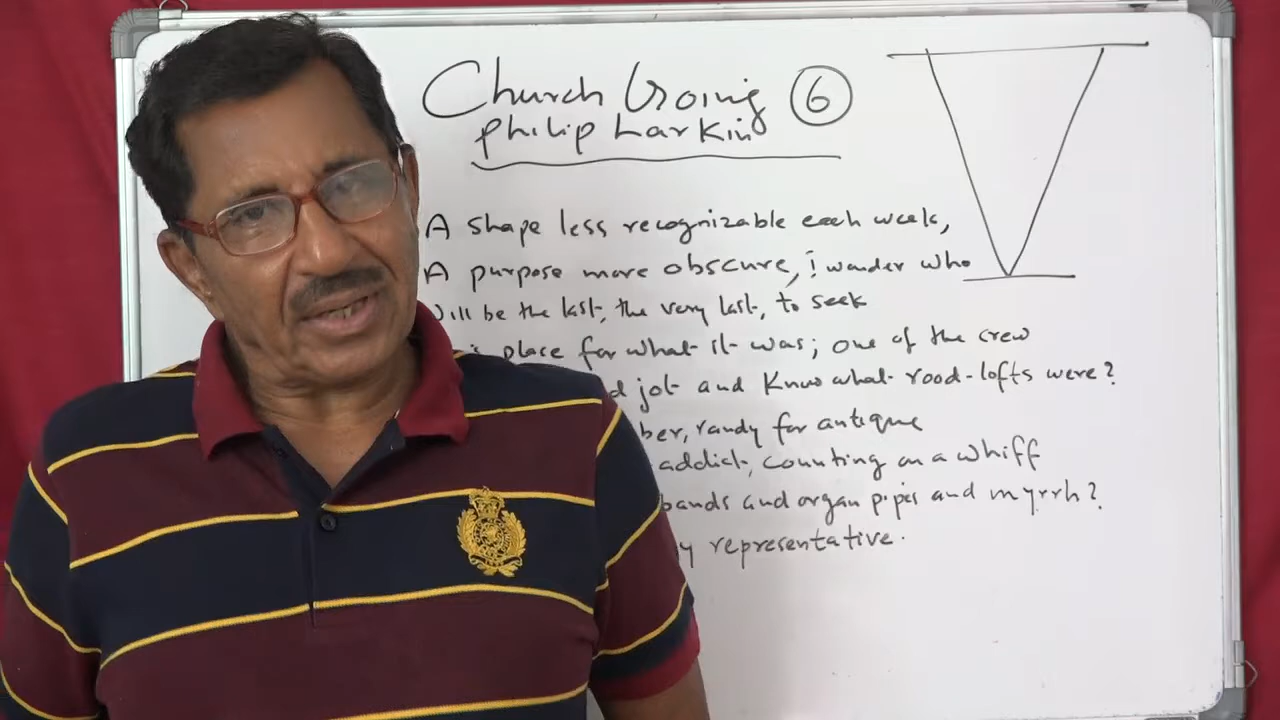 Church Going 6
Philip Larkin
A shape less recognizable each week,
A purpose more obscure, i wonder who
Will be the last, the very last, to seek
place for what it was; one of the crew
jot and Know what rood-lofts were?
ber, randy for antique
addict, counting on a whiff
bands and organ pipes and myrrh?
y representative.